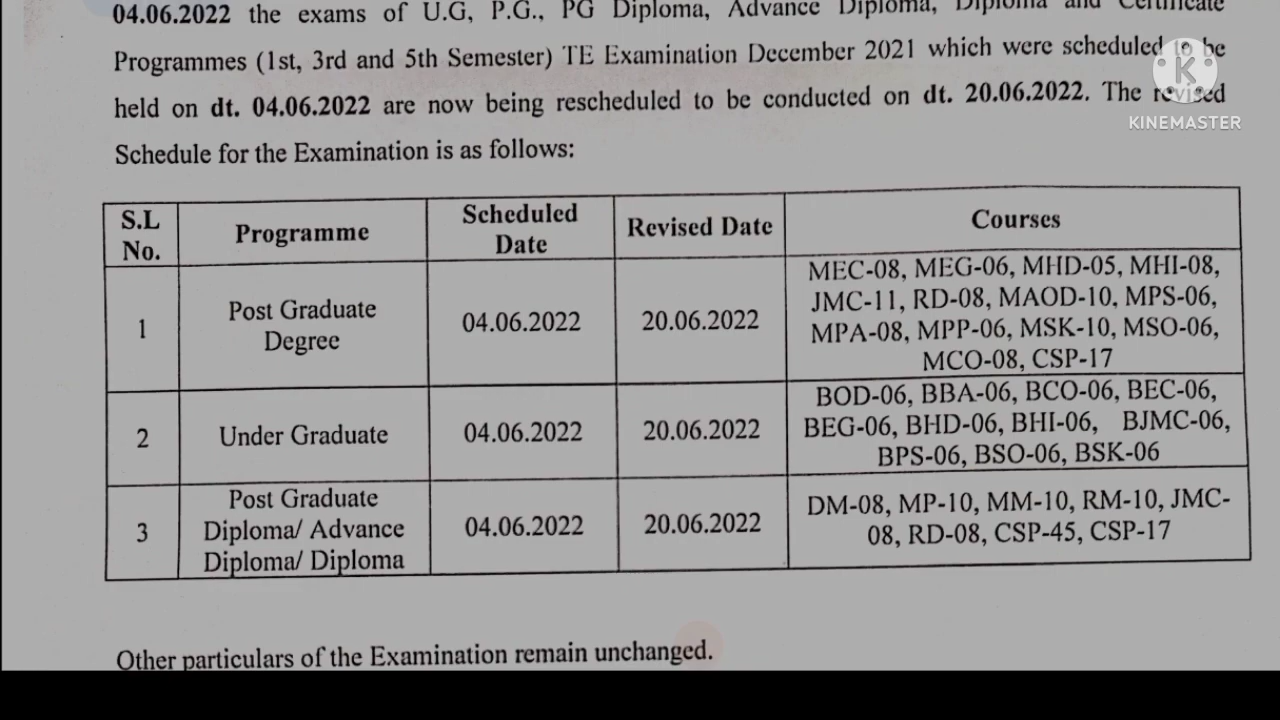 04.06.2022 the exams of U.G, P.G., PG Diploma, Advance Diploma, Diploma and Certificate
Programmes (1st, 3rd and 5th Semester) TE Examination December 2021 which were scheduled to be
held on dt. 04.06.2022 are now being rescheduled to be conducted on dt. 20.06.2022. The revised
Schedule for the Examination is as follows:
K
KINEMASTER
S.L No. Programme Scheduled Date Revised Date Courses
1 Post Graduate Degree 04.06.2022 20.06.2022 MEC-08, MEG-06, MHD-05, MHI-08,
JMC-11, RD-08, MAOD-10, MPS-06,
MPA-08, MPP-06, MSK-10, MSO-06,
MCO-08, CSP-17
2 Under Graduate 04.06.2022 20.06.2022 BOD-06, BBA-06, BCO-06, BEC-06,
BEG-06, BHD-06, BHI-06, BJMC-06,
BPS-06, BSO-06, BSK-06
3 Post Graduate Diploma/ Advance Diploma/ Diploma 04.06.2022 20.06.2022 DM-08, MP-10, MM-10, RM-10, JMC-
08, RD-08, CSP-45, CSP-17
Other particulars of the Examination remain unchanged.